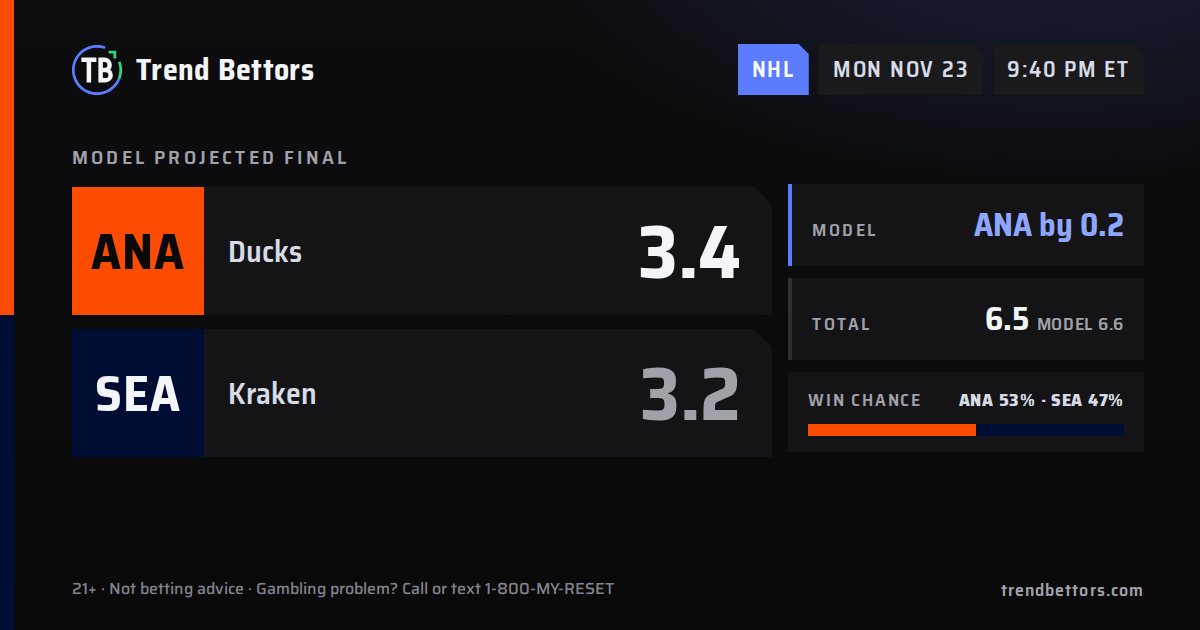 TB Trend Bettors
NHL
MON NOV 23
9:40 PM ET
MODEL PROJECTED FINAL
ANA Ducks 3.4
SEA Kraken 3.2
MODEL ANA by 0.2
TOTAL 6.5 MODEL 6.6
WIN CHANCE ANA 53% · SEA 47%
21+ · Not betting advice · Gambling problem? Call or text 1-800-MY-RESET
trendbettors.com